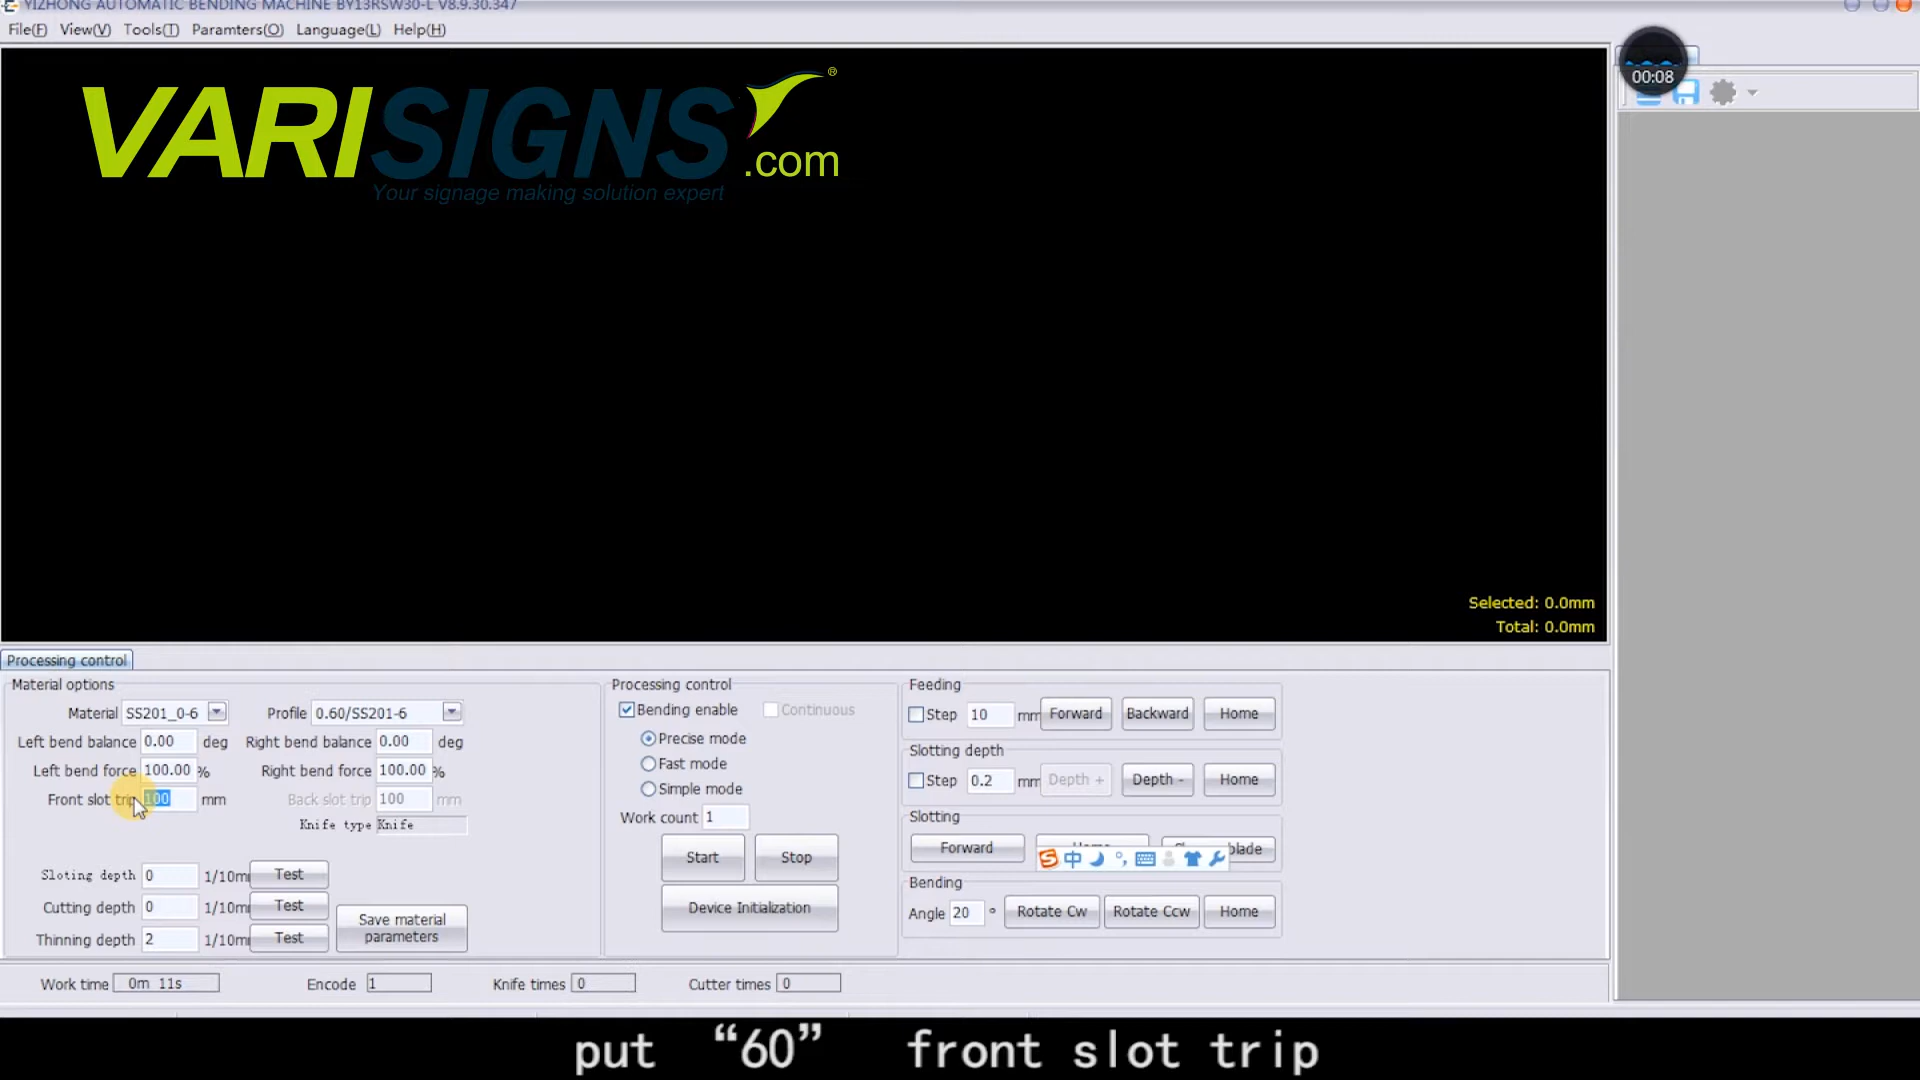 YIZHONG AUTOMATIC BENDING MACHINE BY13RSW30-L V8.9.30.347
File(F) View(V) Tools(T) Paramters(O) Language(L) Help(H)
00:08
VARISIGNS®
.com
Your signage making solution expert
Selected: 0.0mm
Total: 0.0mm
Processing control
Material options
Material SS201_0-6 Profile 0.60/SS201-6
Left bend balance 0.00 deg Right bend balance 0.00 deg
Left bend force 100.00 % Right bend force 100.00 %
Front slot trip 100 mm Back slot trip 100 mm
Knife type Knife
Sloting depth 0 1/10m Test
Cutting depth 0 1/10m Test
Thinning depth 2 1/10m Test
Save material
parameters
Processing control
Bending enable Continuous
Precise mode
Fast mode
Simple mode
Work count 1
Start Stop
Device Initialization
Feeding
Step 10 mm Forward Backward Home
Slotting depth
Step 0.2 mm Depth + Depth - Home
Slotting
Forward blade
中
Bending
Angle 20 ° Rotate Cw Rotate Ccw Home
Work time 0m 11s Encode 1 Knife times 0 Cutter times 0
put “60” front slot trip